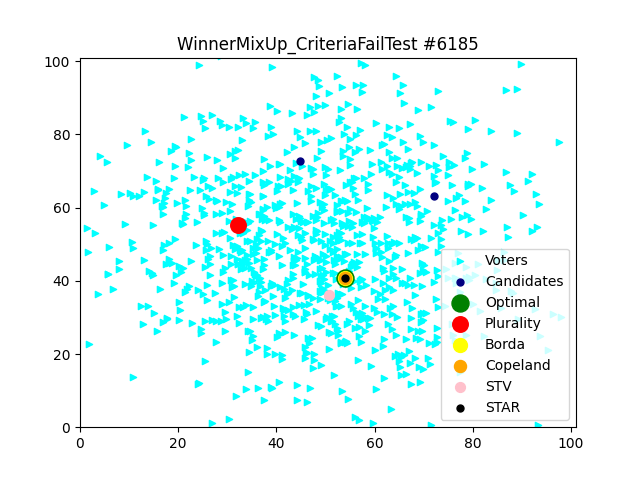 WinnerMixUp_CriteriaFailTest #6185
100
80
60
40
20
0
0 20 40 60 80 100
Voters
Candidates
Optimal
Plurality
Borda
Copeland
STV
STAR